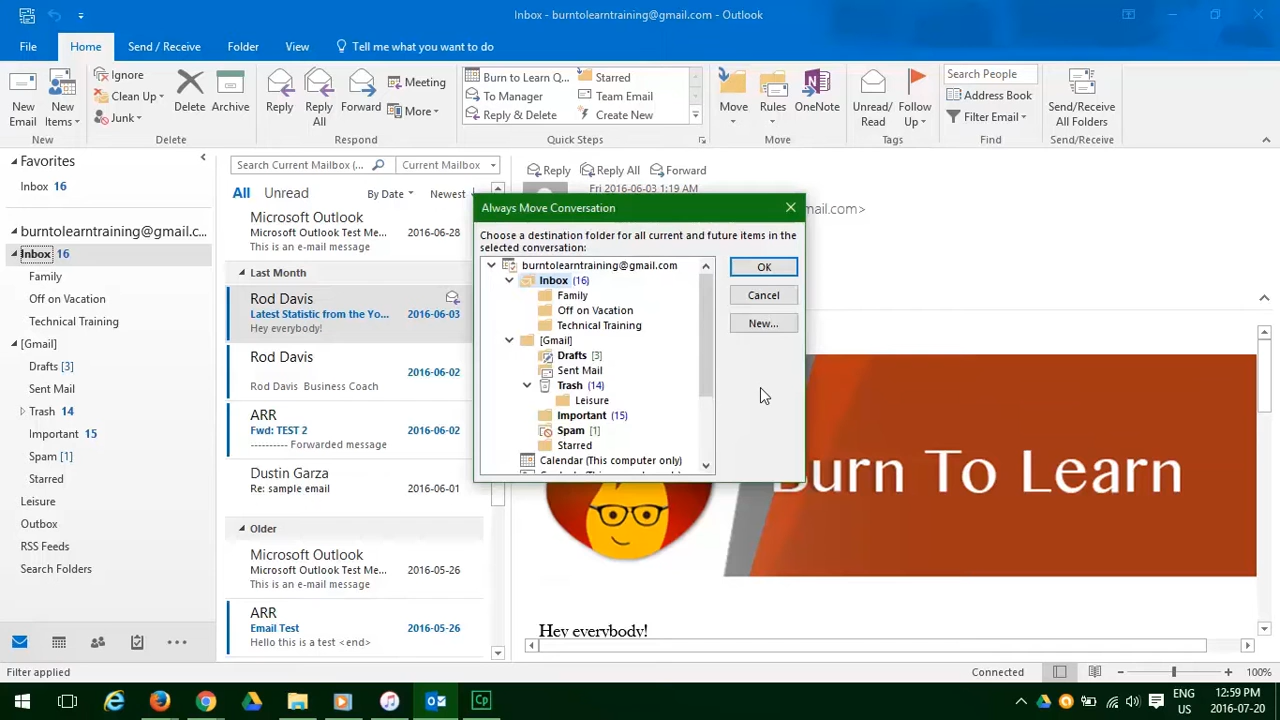 Inbox - burntolearntraining@gmail.com - Outlook
File Home Send / Receive Folder View Tell me what you want to do
New Email
New Items
New
Ignore
Clean Up
Junk
Delete
Archive
Delete
Reply
Reply All
Forward
Meeting
More
Respond
Burn to Learn Q...
To Manager
Reply & Delete
Starred
Team Email
Create New
Quick Steps
Move
Rules
OneNote
Move
Unread/ Read
Follow Up
Tags
Search People
Address Book
Filter Email
Find
Send/Receive All Folders
Send/Receive
Favorites
Inbox 16
burntolearntraining@gmail.c...
Inbox 16
Family
Off on Vacation
Technical Training
[Gmail]
Drafts [3]
Sent Mail
Trash 14
Important 15
Spam [1]
Starred
Leisure
Outbox
RSS Feeds
Search Folders
Search Current Mailbox (... Current Mailbox
All Unread By Date Newest
Microsoft Outlook
Microsoft Outlook Test Me... 2016-06-28
This is an e-mail message
Last Month
Rod Davis
Latest Statistic from the Yo... 2016-06-03
Hey everybody!
Rod Davis
2016-06-02
Rod Davis Business Coach
ARR
Fwd: TEST 2 2016-06-02
---------- Forwarded message
Dustin Garza
Re: sample email 2016-06-01
Older
Microsoft Outlook
Microsoft Outlook Test Me... 2016-05-26
This is an e-mail message
ARR
Email Test 2016-05-26
Hello this is a test <end>
Reply Reply All Forward
Fri 2016-06-03 1:19 AM
mail.com>
Always Move Conversation
Choose a destination folder for all current and future items in the
selected conversation:
burntolearntraining@gmail.com
Inbox (16)
Family
Off on Vacation
Technical Training
[Gmail]
Drafts [3]
Sent Mail
Trash (14)
Leisure
Important (15)
Spam [1]
Starred
Calendar (This computer only)
OK
Cancel
New...
Burn To Learn
Hey everybody!
Filter applied
Connected
100%
Cp
ENG
US
12:59 PM
2016-07-20